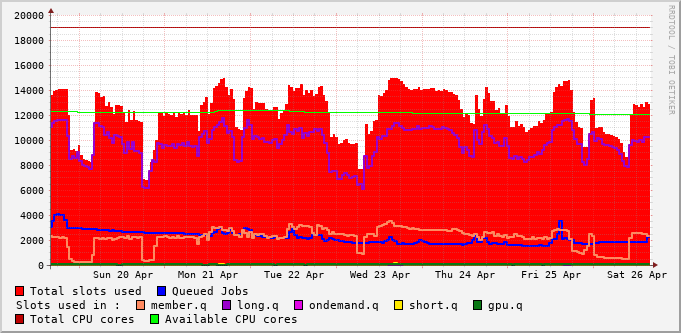 20000
18000
16000
14000
12000
10000
8000
6000
4000
2000
0
Sun 20 Apr Mon 21 Apr Tue 22 Apr Wed 23 Apr Thu 24 Apr Fri 25 Apr Sat 26 Apr
RRDTOOL / TOBI OETIKER
Total slots used Queued Jobs
Slots used in : member.q long.q ondemand.q short.q gpu.q
Total CPU cores Available CPU cores